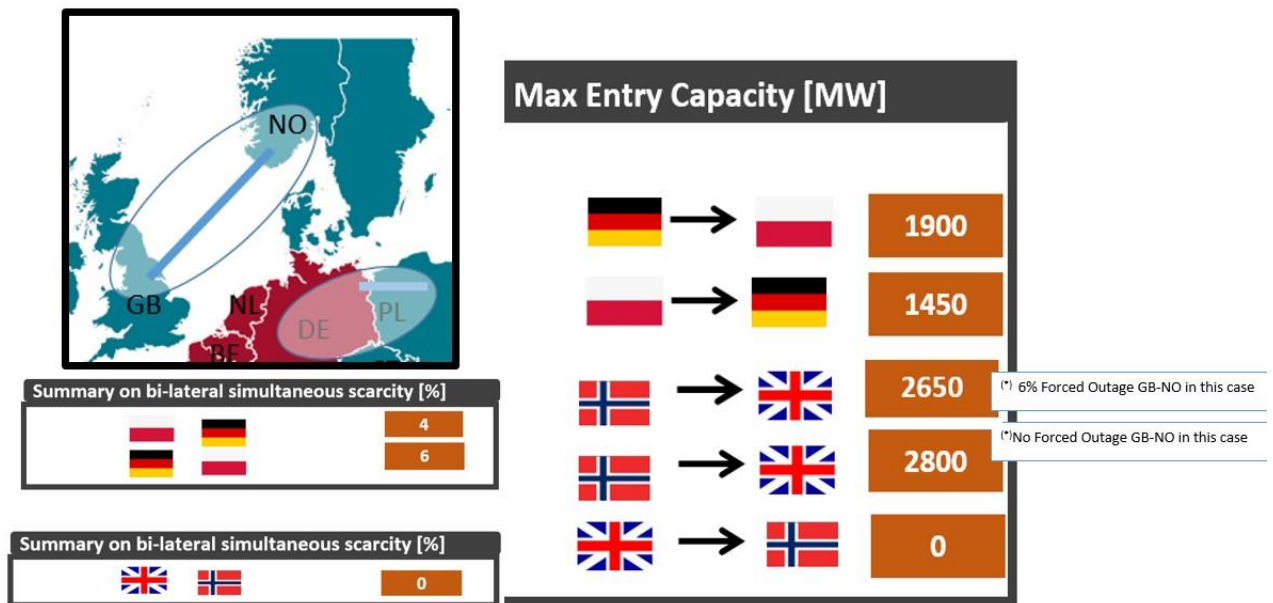 NO
GB
NL
DE
PL
BE
Summary on bi-lateral simultaneous scarcity [%]
4
6
Summary on bi-lateral simultaneous scarcity [%]
0
Max Entry Capacity [MW]
1900
1450
2650
(*) 6% Forced Outage GB-NO in this case
(*)No Forced Outage GB-NO in this case
2800
0